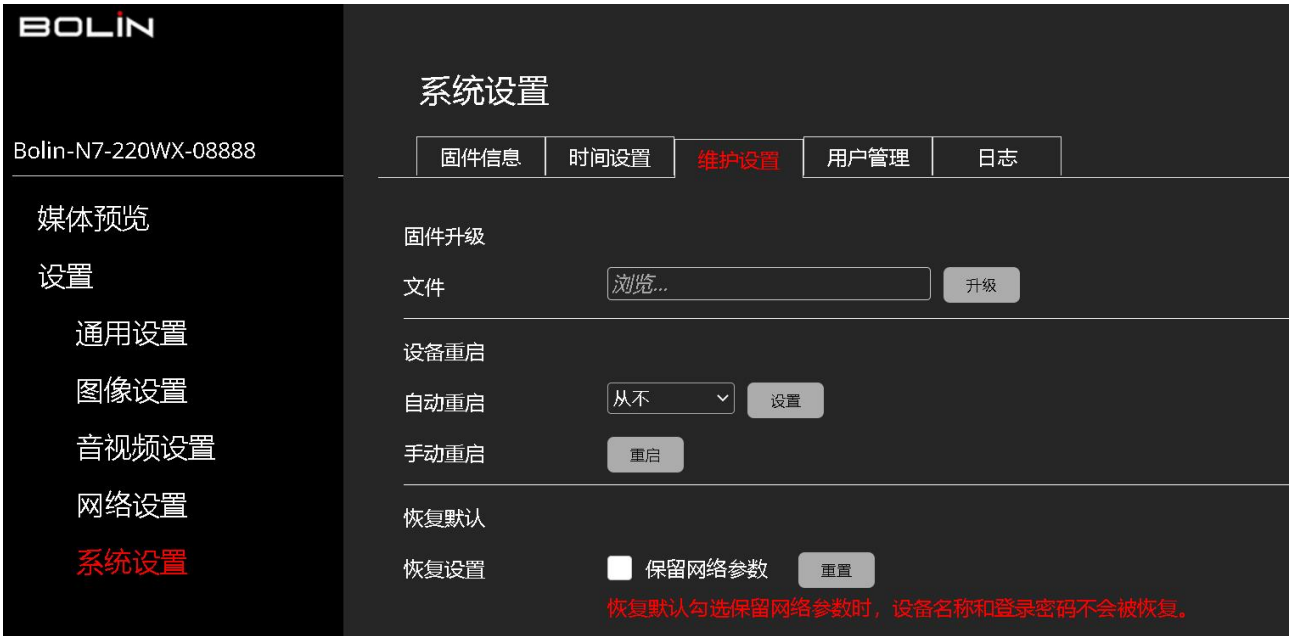 BOLIN
Bolin-N7-220WX-08888
媒体预览
设置
通用设置
图像设置
音视频设置
网络设置
系统设置
系统设置
固件信息 时间设置 维护设置 用户管理 日志
固件升级
文件 浏览... 升级
设备重启
自动重启 从不 设置
手动重启 重启
恢复默认
恢复设置 保留网络参数 重置
恢复默认勾选保留网络参数时，设备名称和登录密码不会被恢复。